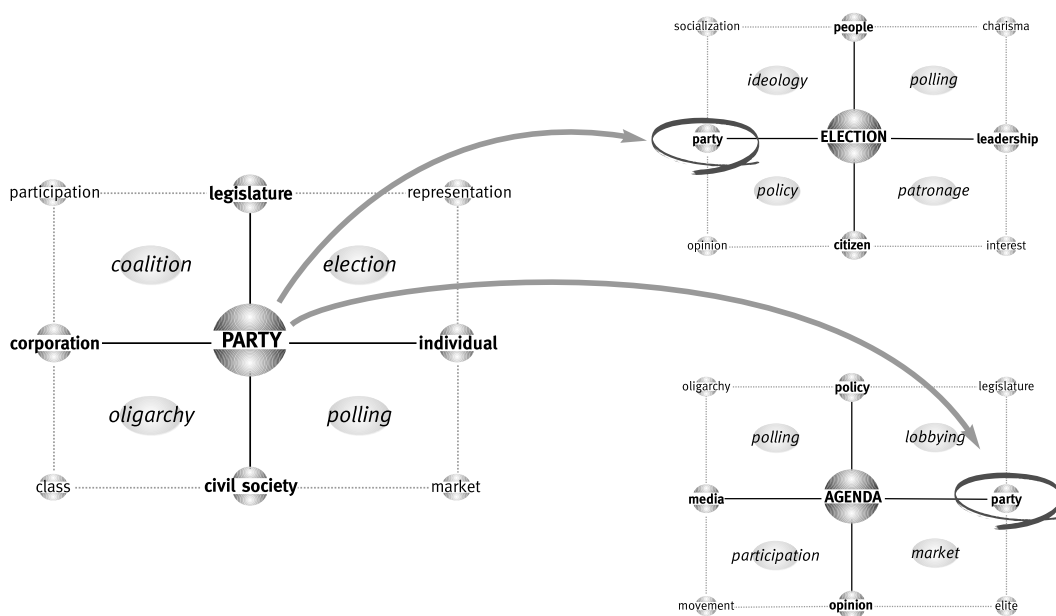 participation
legislature
representation
coalition
election
corporation
PARTY
individual
oligarchy
polling
class
civil society
market
socialization
people
charisma
ideology
polling
party
ELECTION
leadership
policy
patronage
opinion
citizen
interest
oligarchy
policy
legislature
polling
lobbying
media
AGENDA
party
participation
market
movement
opinion
elite